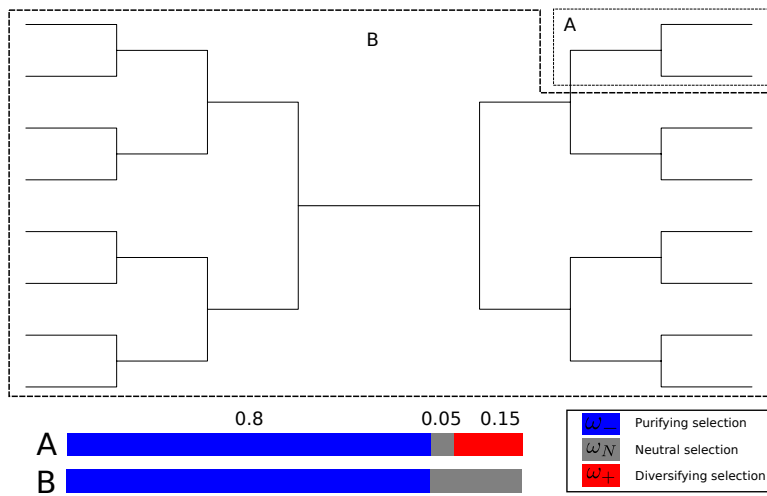 A
B
0.8 0.05 0.15
A
B
ω− Purifying selection
ωN Neutral selection
ω+ Diversifying selection